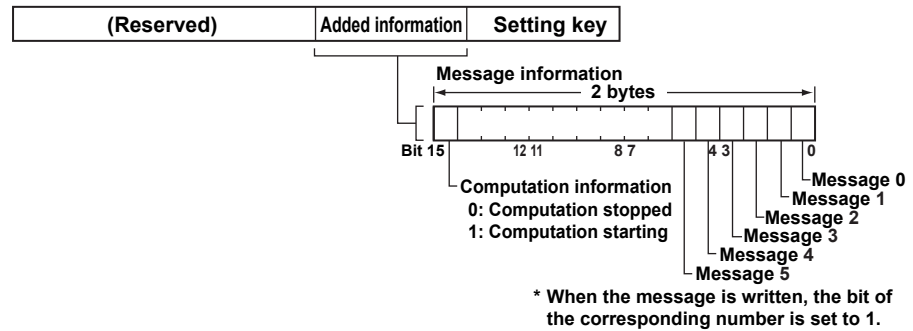 (Reserved) Added information Setting key
Message information
2 bytes
Bit 15 12 11 8 7 4 3 0
Computation information
0: Computation stopped
1: Computation starting
Message 0
Message 1
Message 2
Message 3
Message 4
Message 5
* When the message is written, the bit of
the corresponding number is set to 1.